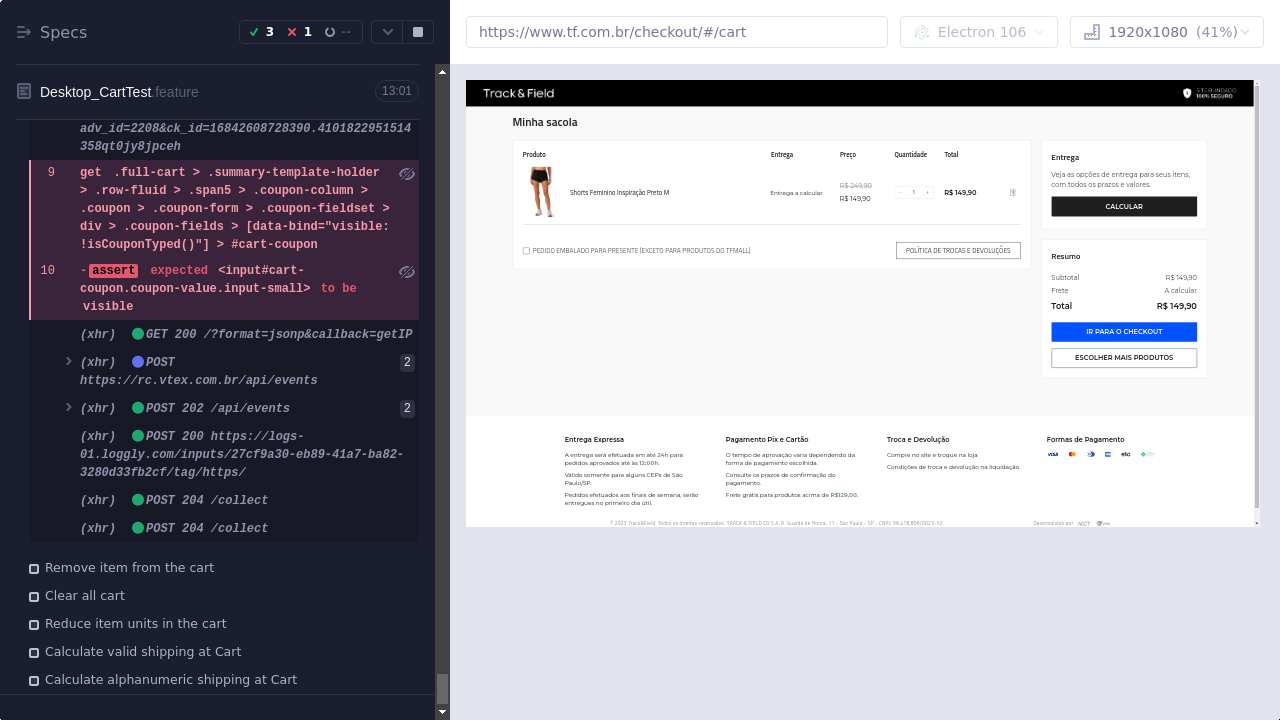 Specs
3
1
--
Desktop_CartTest.feature
13:01
adv_id=2208&ck_id=16842608728390.4101822951514
358qt0jy8jpceh
9
get .full-cart > .summary-template-holder
> .row-fluid > .span5 > .coupon-column >
.coupon > .coupon-form > .coupon-fieldset >
div > .coupon-fields > [data-bind="visible:
!isCouponTyped()"] > #cart-coupon
10
-assert expected <input#cart-
coupon.coupon-value.input-small> to be
visible
(xhr) GET 200 /?format=jsonp&callback=getIP
(xhr) POST
https://rc.vtex.com.br/api/events
2
(xhr) POST 202 /api/events
2
(xhr) POST 200 https://logs-
01.loggly.com/inputs/27cf9a30-eb89-41a7-ba82-
3280d33fb2cf/tag/https/
(xhr) POST 204 /collect
(xhr) POST 204 /collect
Remove item from the cart
Clear all cart
Reduce item units in the cart
Calculate valid shipping at Cart
Calculate alphanumeric shipping at Cart
https://www.tf.com.br/checkout/#/cart
Electron 106
1920x1080 (41%)
Track&Field
SITE BLINDADO
100% SEGURO
Minha sacola
Produto
Entrega
Preço
Quantidade
Total
Shorts Feminino Inspiração Preto M
Entrega a calcular
R$ 249,90
R$ 149,90
- 1 +
R$ 149,90
PEDIDO EMBALADO PARA PRESENTE (EXCETO PARA PRODUTOS DO TFMALL)
POLÍTICA DE TROCAS E DEVOLUÇÕES
Entrega
Veja as opções de entrega para seus itens,
com todos os prazos e valores.
CALCULAR
Resumo
Subtotal R$ 149,90
Frete A calcular
Total R$ 149,90
IR PARA O CHECKOUT
ESCOLHER MAIS PRODUTOS
Entrega Expressa
A entrega será efetuada em até 24h para
pedidos aprovados até às 12:00h.
Válido somente para alguns CEPs de São
Paulo/SP.
Pedidos efetuados aos finais de semana, serão
entregues no primeiro dia útil.
Pagamento Pix e Cartão
O tempo de aprovação varia dependendo da
forma de pagamento escolhida.
Consulte os prazos de confirmação do
pagamento.
Frete grátis para produtos acima de R$129,00.
Troca e Devolução
Compre no site e troque na loja
Condições de troca e devolução na liquidação.
Formas de Pagamento
VISA
elo
© 2023 Track&Field. Todos os direitos reservados. TRACK & FIELD CO S.A. R. Guarda de Honra, 11 - São Paulo - SP - CNPJ: 59.418.806/0023-52
Desenvolvido por